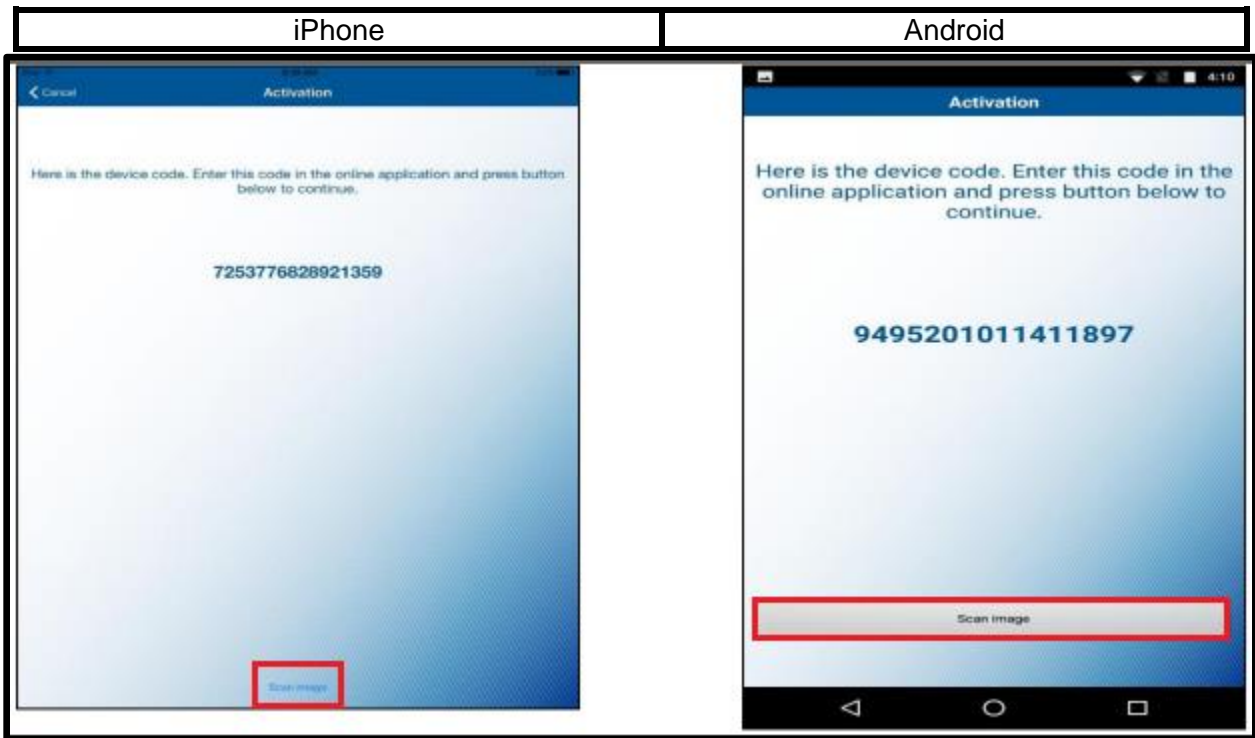 iPhone
Android
Cancel
Activation
Here is the device code. Enter this code in the online application and press button
below to continue.
7253776828921359
Scan image
4:10
Activation
Here is the device code. Enter this code in the
online application and press button below to
continue.
9495201011411897
Scan image